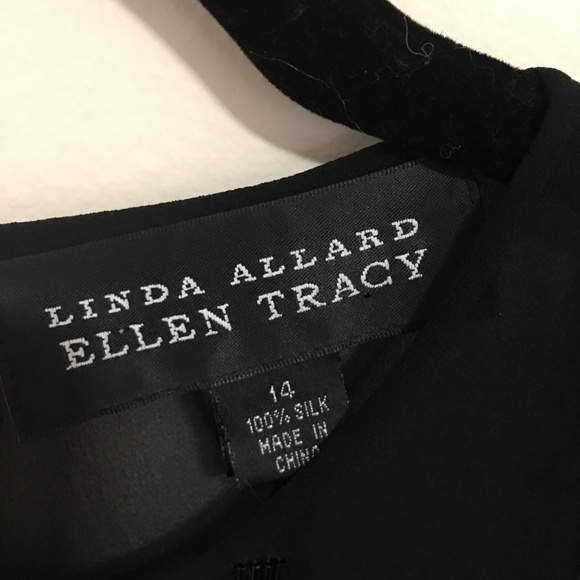 LINDA ALLARD
ELLEN TRACY
14
100% SILK
MADE IN
CHINA